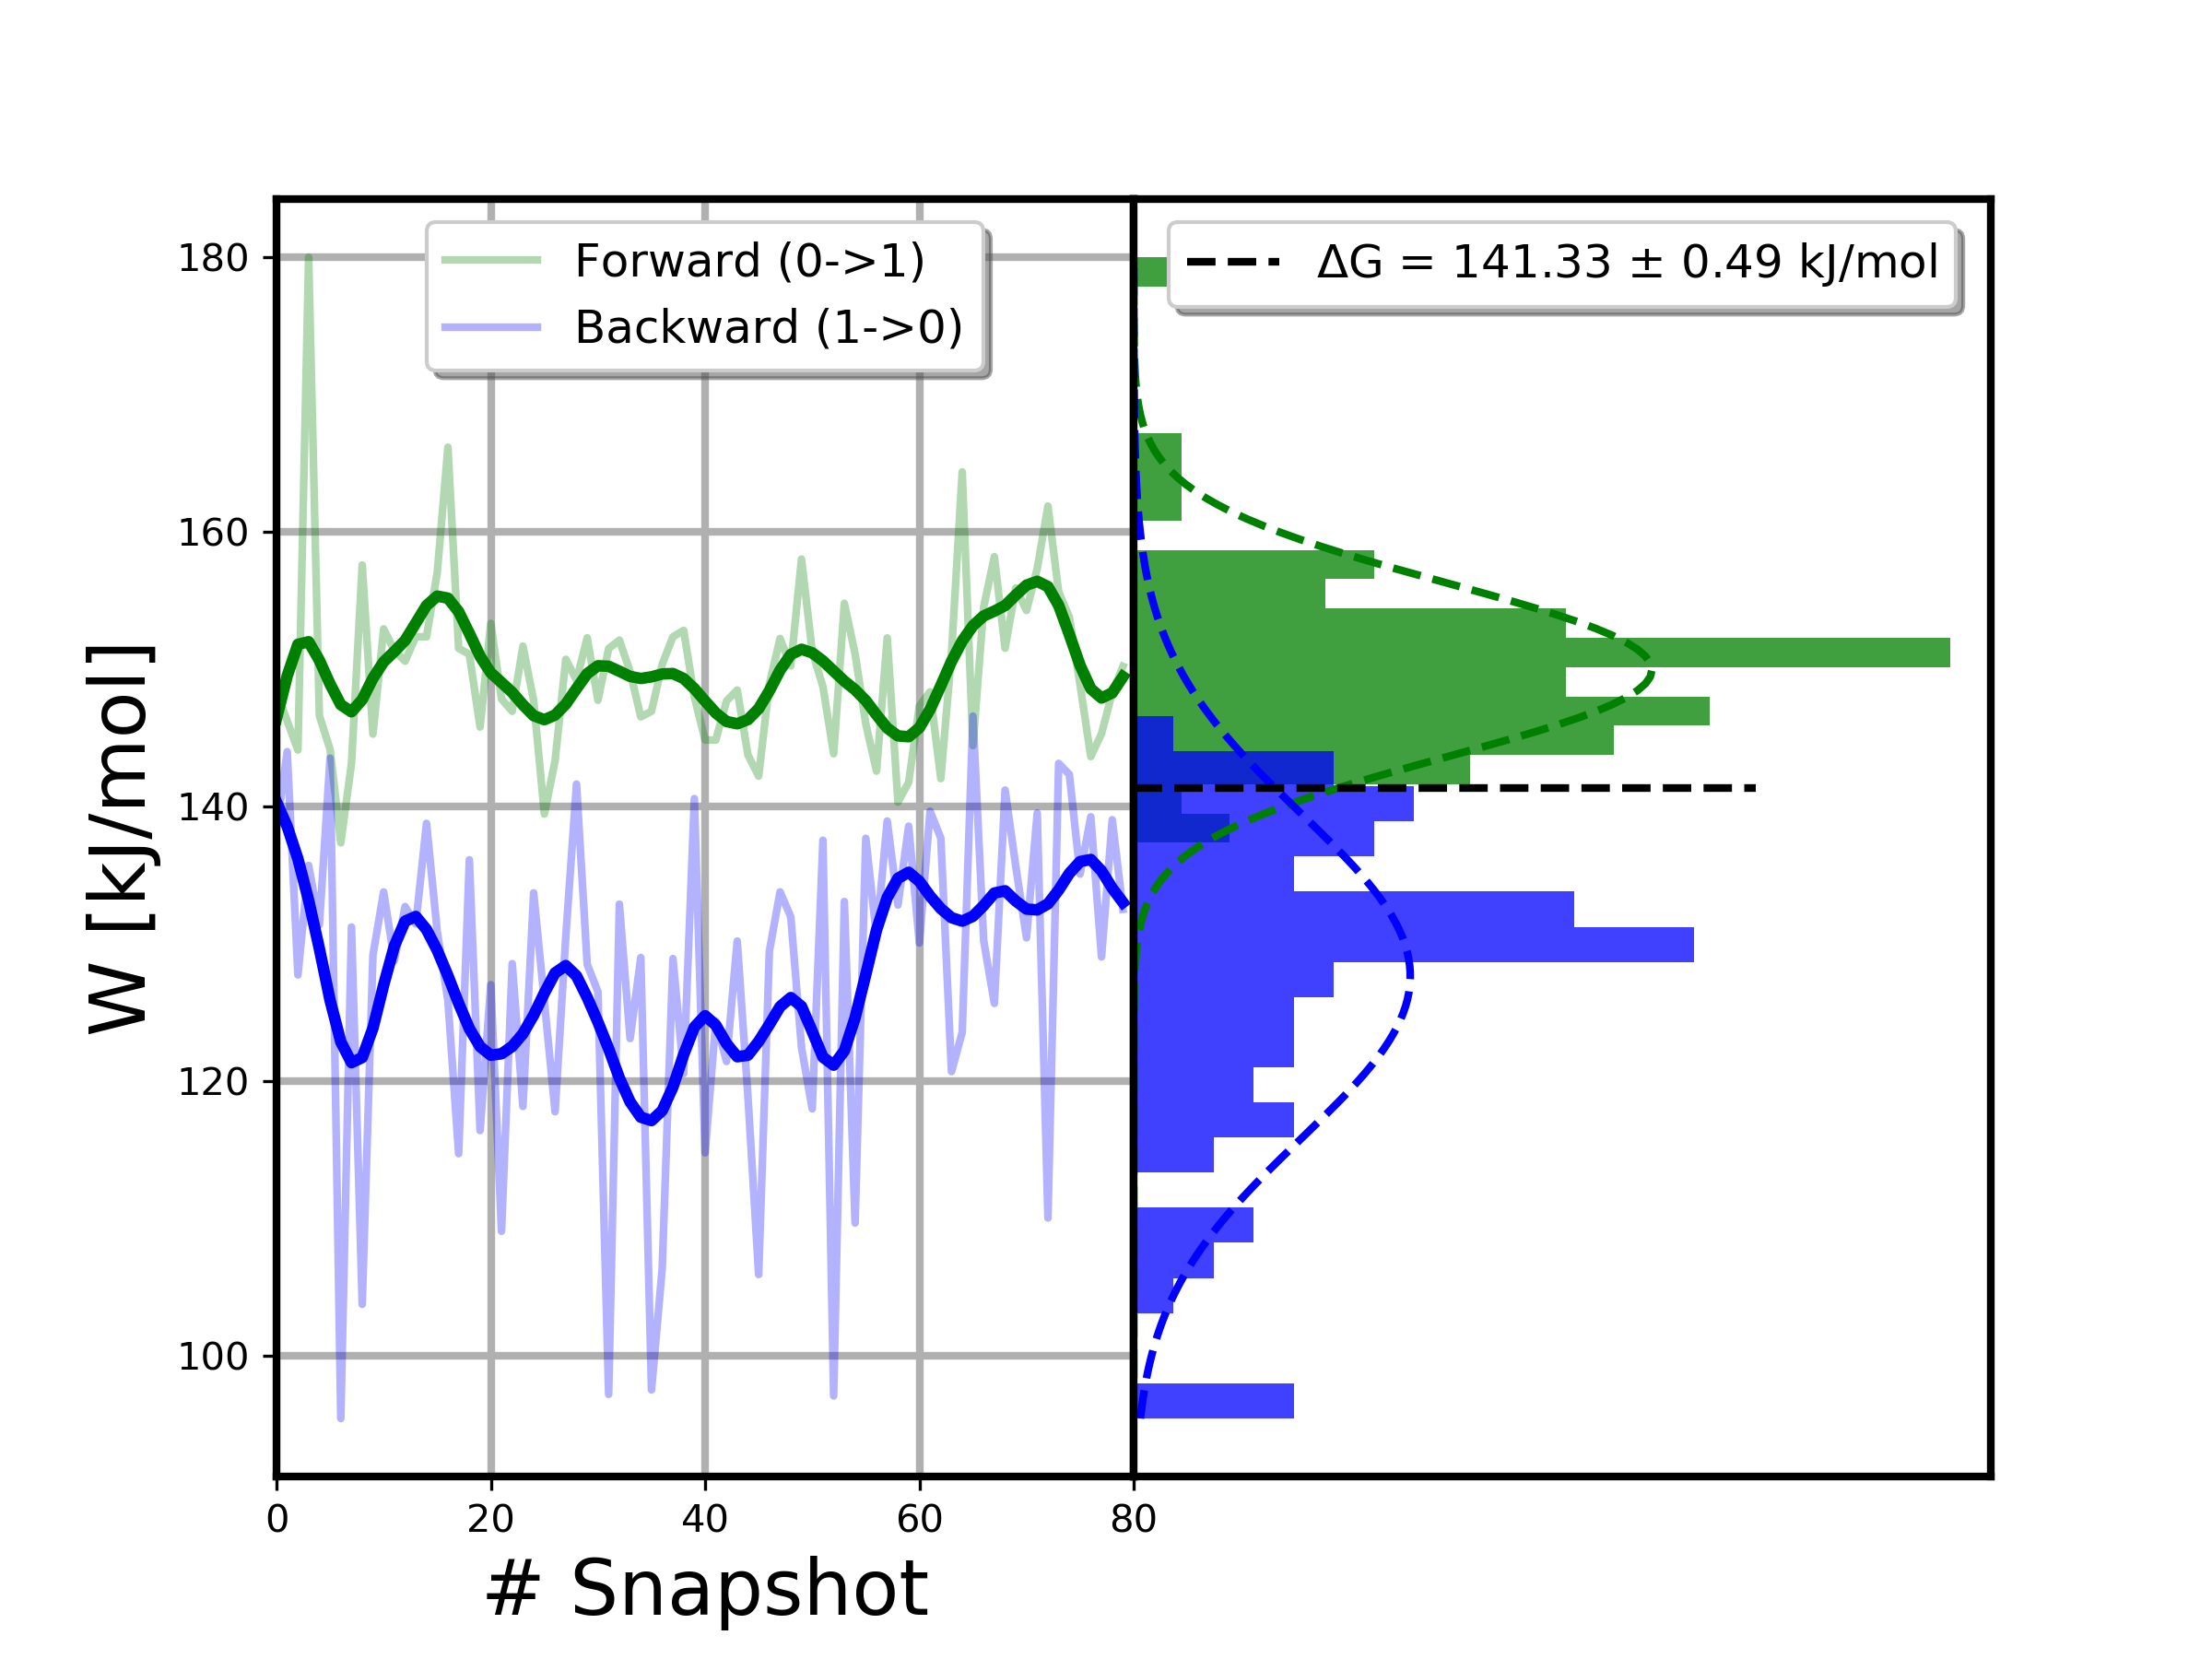 Forward (0->1)
Backward (1->0)
ΔG = 141.33 ± 0.49 kJ/mol
W [kJ/mol]
180
160
140
120
100
0 20 40 60 80
# Snapshot